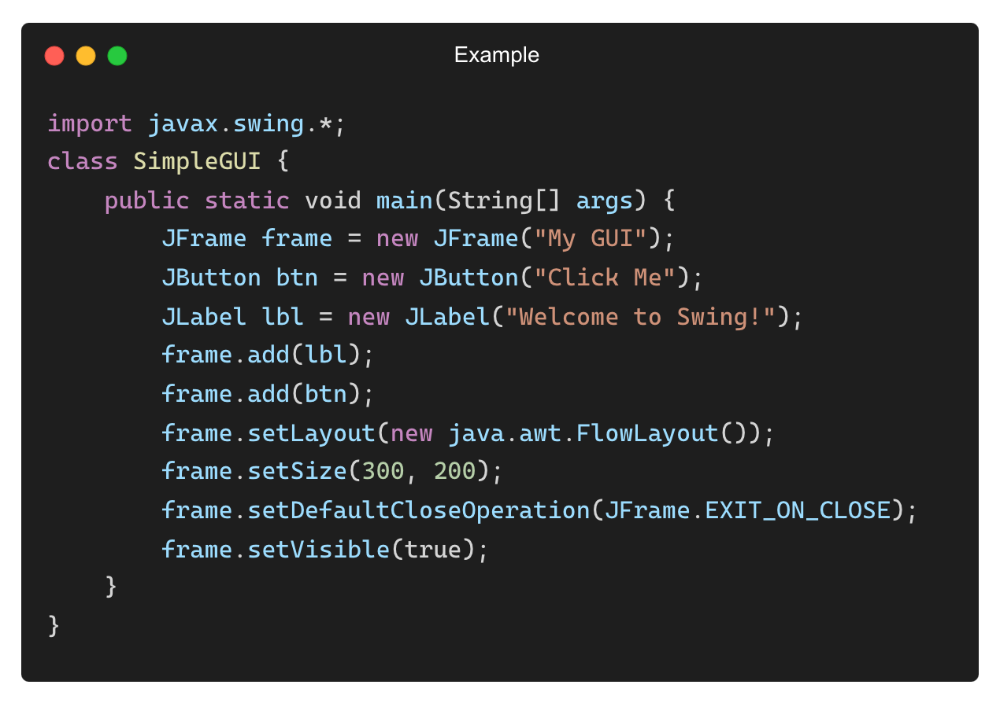 Example
import javax.swing.*;
class SimpleGUI {
    public static void main(String[] args) {
        JFrame frame = new JFrame("My GUI");
        JButton btn = new JButton("Click Me");
        JLabel lbl = new JLabel("Welcome to Swing!");
        frame.add(lbl);
        frame.add(btn);
        frame.setLayout(new java.awt.FlowLayout());
        frame.setSize(300, 200);
        frame.setDefaultCloseOperation(JFrame.EXIT_ON_CLOSE);
        frame.setVisible(true);
    }
}